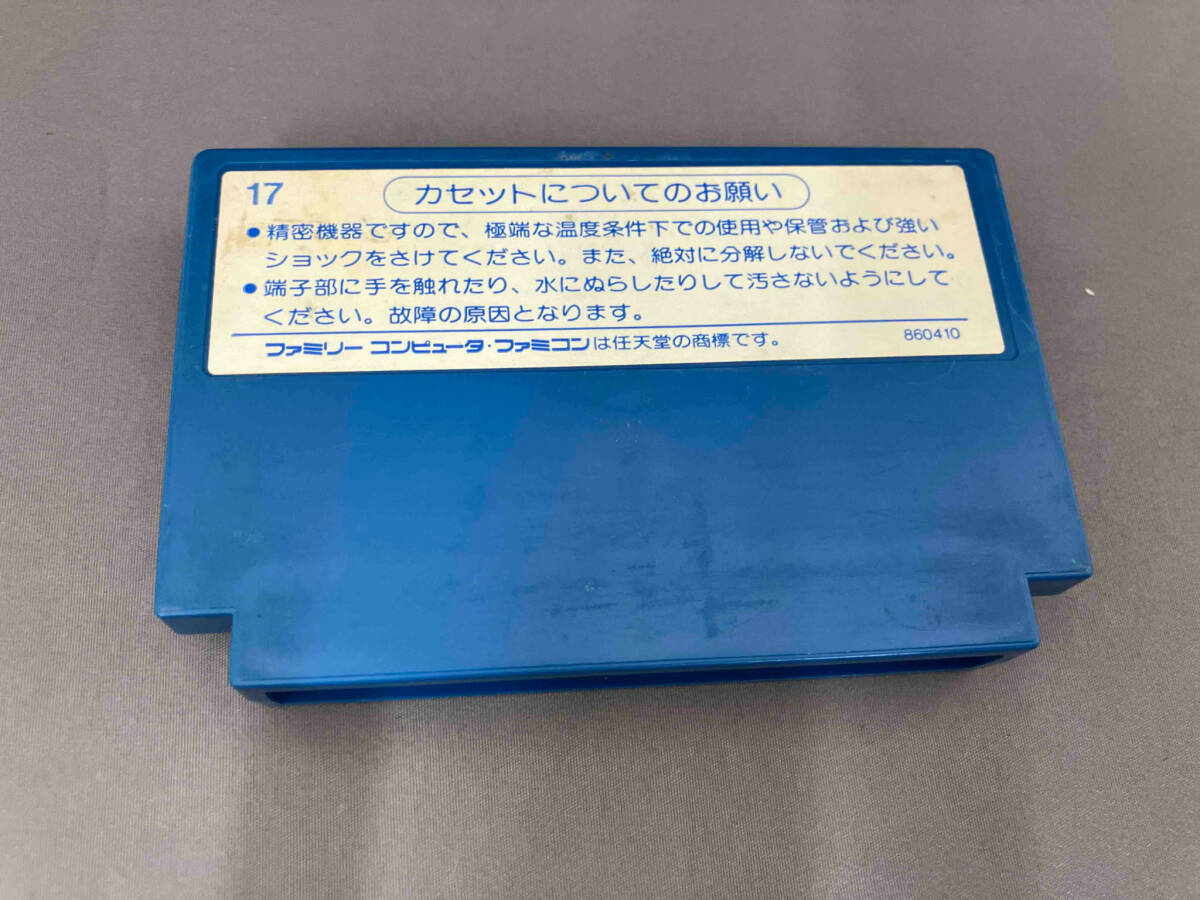 17
カセットについてのお願い
●精密機器ですので、極端な温度条件下での使用や保管および強い
ショックをさけてください。また、絶対に分解しないでください。
●端子部に手を触れたり、水にぬらしたりして汚さないようにして
ください。故障の原因となります。
ファミリー コンピュータ・ファミコンは任天堂の商標です。
860410